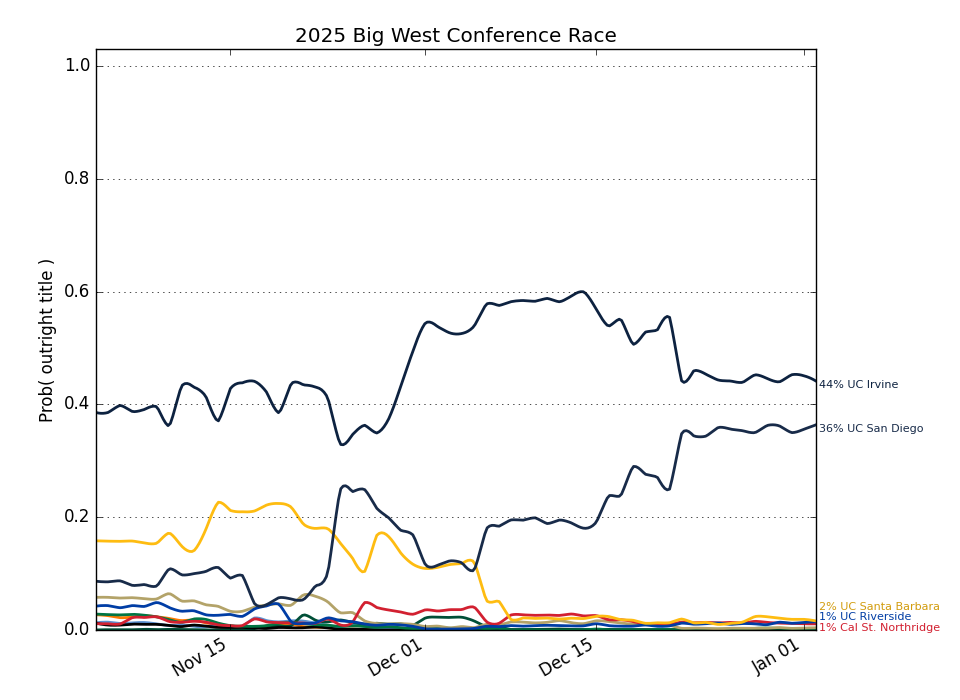 2025 Big West Conference Race
Prob( outright title )
1.0
0.8
0.6
0.4
0.2
0.0
Nov 15
Dec 01
Dec 15
Jan 01
44% UC Irvine
36% UC San Diego
2% UC Santa Barbara
1% UC Riverside
1% Cal St. Northridge